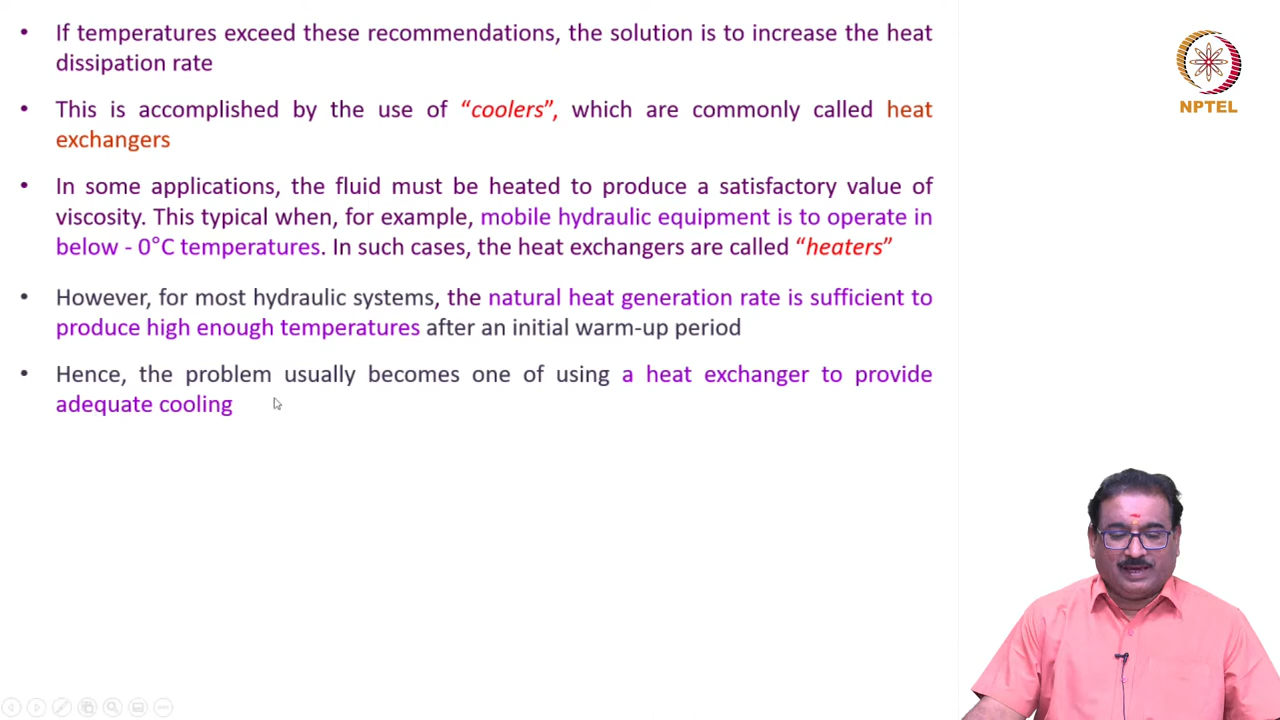 • If temperatures exceed these recommendations, the solution is to increase the heat
dissipation rate
• This is accomplished by the use of “coolers”, which are commonly called heat
exchangers
• In some applications, the fluid must be heated to produce a satisfactory value of
viscosity. This typical when, for example, mobile hydraulic equipment is to operate in
below - 0°C temperatures. In such cases, the heat exchangers are called “heaters”
• However, for most hydraulic systems, the natural heat generation rate is sufficient to
produce high enough temperatures after an initial warm-up period
• Hence, the problem usually becomes one of using a heat exchanger to provide
adequate cooling
NPTEL